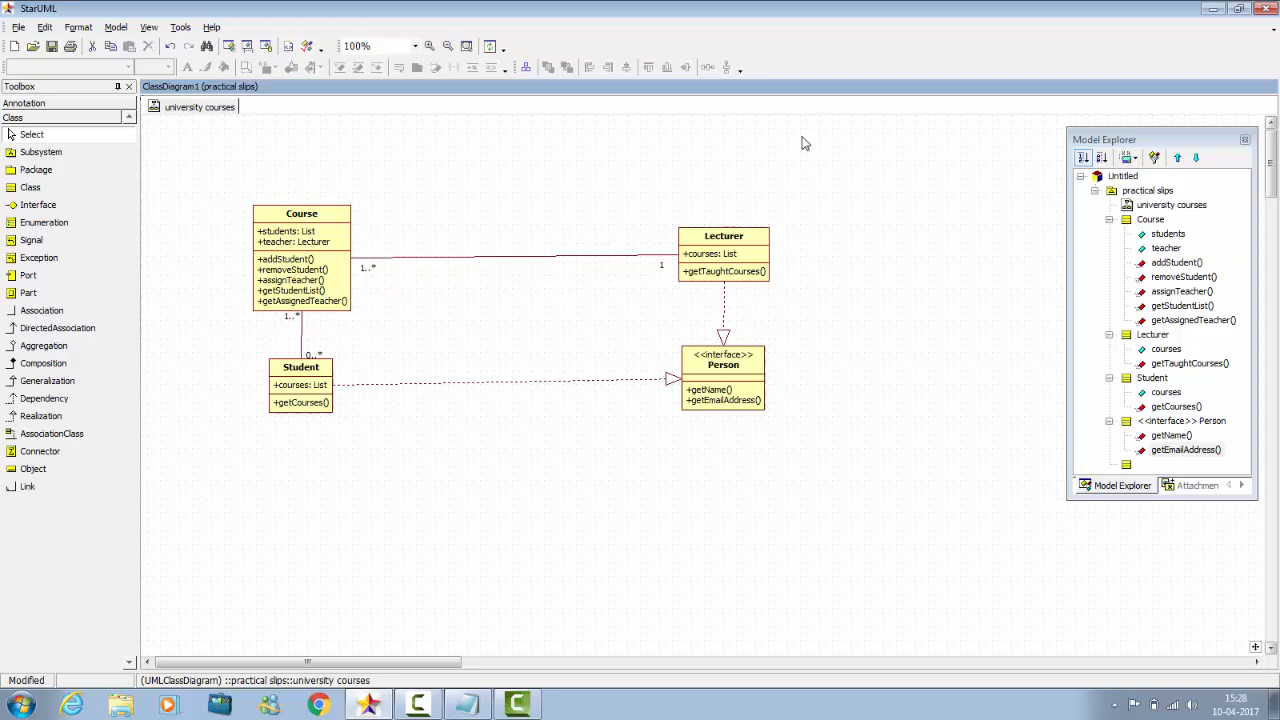 StarUML
File Edit Format Model View Tools Help
100%
Toolbox
ClassDiagram1 (practical slips)
Annotation
university courses
Class
Select
Subsystem
Package
Class
Interface
Enumeration
Signal
Exception
Port
Part
Association
DirectedAssociation
Aggregation
Composition
Generalization
Dependency
Realization
AssociationClass
Connector
Object
Link
Course
+students: List
+teacher: Lecturer
+addStudent()
+removeStudent()
+assignTeacher()
+getStudentList()
+getAssignedTeacher()
1..*
1
Lecturer
+courses: List
+getTaughtCourses()
1..*
0..*
Student
+courses: List
+getCourses()
<<interface>>
Person
+getName()
+getEmailAddress()
Model Explorer
Untitled
practical slips
university courses
Course
students
teacher
addStudent()
removeStudent()
assignTeacher()
getStudentList()
getAssignedTeacher()
Lecturer
courses
getTaughtCourses()
Student
courses
getCourses()
<<interface>> Person
getName()
getEmailAddress()
Model Explorer Attachmen
Modified (UMLClassDiagram) ::practical slips::university courses
15:28
10-04-2017